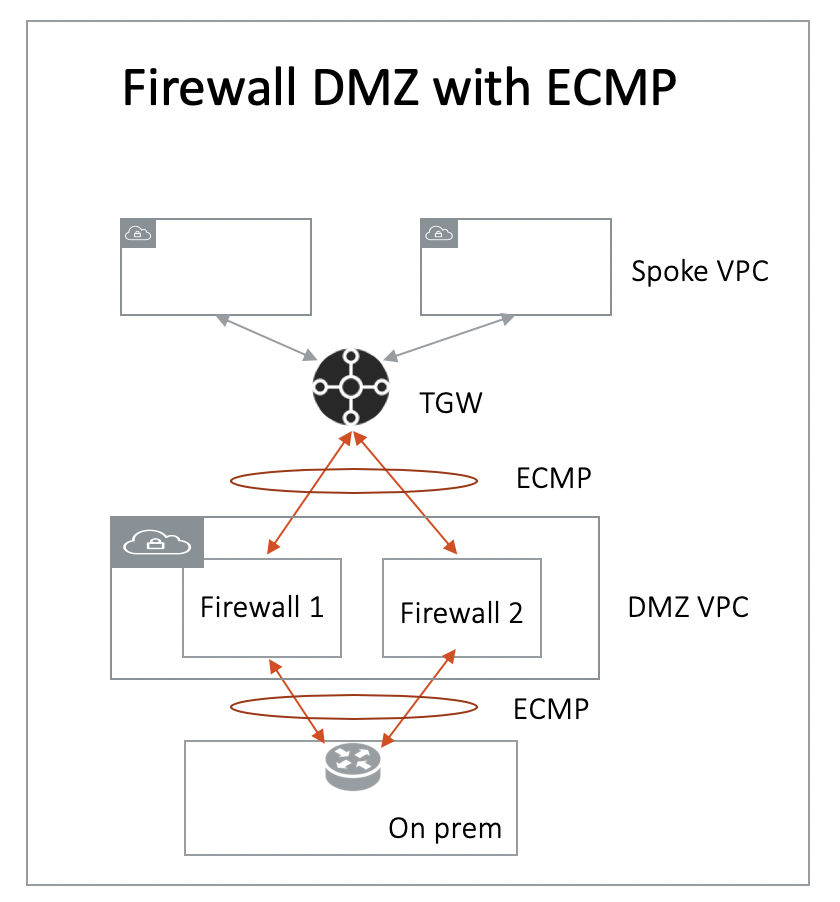 Firewall DMZ with ECMP
Spoke VPC
TGW
ECMP
Firewall 1
Firewall 2
DMZ VPC
ECMP
On prem